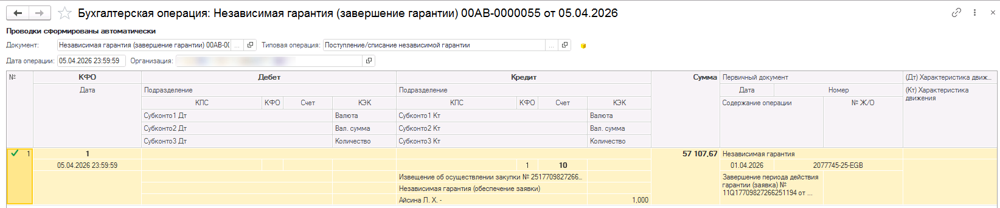 Бухгалтерская операция: Независимая гарантия (завершение гарантии) 00АВ-0000055 от 05.04.2026
Проводки сформированы автоматически
Документ: Независимая гарантия (завершение гарантии) 00АВ-00 ... Типовая операция: Поступление/списание независимой гарантии ...
Дата операции: 05.04.2026 23:59:59 Организация:
№ КФО Дебет Кредит Сумма Первичный документ (Дт) Характеристика движ...
Дата Подразделение Подразделение Дата Номер (Кт) Характеристика движения
КПС КФО Счет КЭК КПС КФО Счет КЭК Содержание операции № Ж/О
Субконто1 Дт Валюта Субконто1 Кт Валюта
Субконто2 Дт Вал. сумма Субконто2 Кт Вал. сумма
Субконто3 Дт Количество Субконто3 Кт Количество
1 1 57 107,67 Независимая гарантия
05.04.2026 23:59:59 1 10 01.04.2026 2077745-25-EGB
Извещение об осуществлении закупки № 2517709827266... Завершение периода действия
Независимая гарантия (обеспечение заявки) гарантии (заявка) №
Айсина Л. Х. - 1,000 11Q17709827266251194 от ...